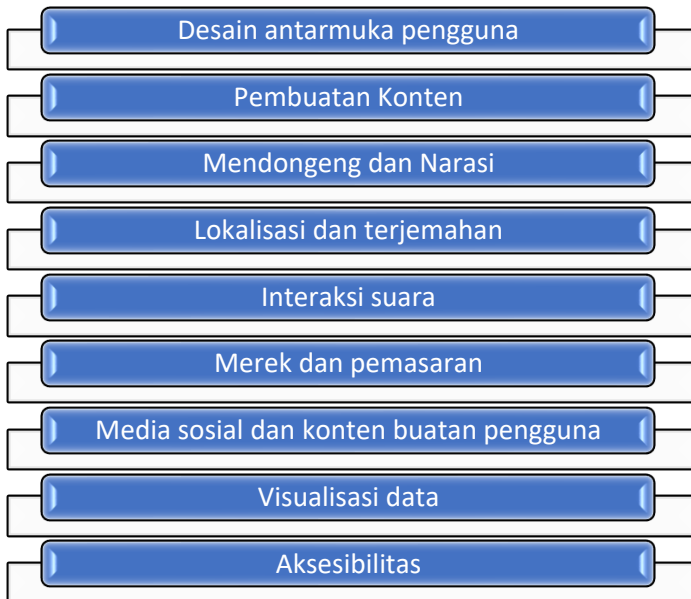 Desain antarmuka pengguna
Pembuatan Konten
Mendongeng dan Narasi
Lokalisasi dan terjemahan
Interaksi suara
Merek dan pemasaran
Media sosial dan konten buatan pengguna
Visualisasi data
Aksesibilitas